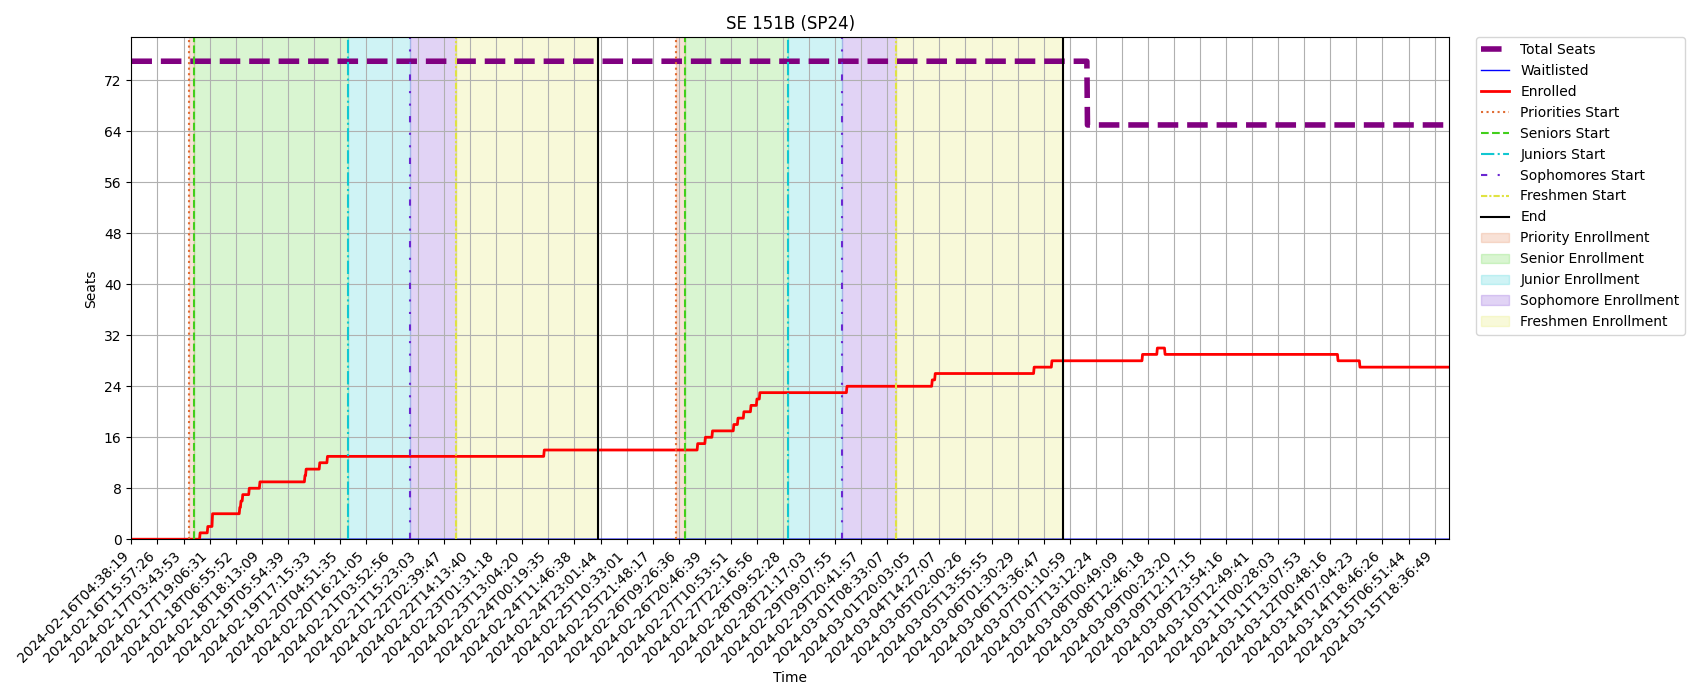 SE 151B (SP24)
Total Seats
Waitlisted
Enrolled
Priorities Start
Seniors Start
Juniors Start
Sophomores Start
Freshmen Start
End
Priority Enrollment
Senior Enrollment
Junior Enrollment
Sophomore Enrollment
Freshmen Enrollment
Seats
72
64
56
48
40
32
24
16
8
0
2024-02-16T04:38:19
2024-02-16T15:57:26
2024-02-17T03:43:53
2024-02-17T19:06:31
2024-02-18T06:55:52
2024-02-18T18:13:09
2024-02-19T05:54:39
2024-02-19T17:15:33
2024-02-20T04:51:35
2024-02-20T16:21:05
2024-02-21T03:52:56
2024-02-21T15:23:03
2024-02-22T02:39:47
2024-02-22T14:13:40
2024-02-23T01:31:18
2024-02-23T13:04:20
2024-02-24T00:19:35
2024-02-24T11:46:38
2024-02-24T23:01:44
2024-02-25T10:33:01
2024-02-25T21:48:17
2024-02-26T09:26:36
2024-02-26T20:46:39
2024-02-27T10:53:51
2024-02-27T22:16:56
2024-02-28T09:52:28
2024-02-28T21:17:03
2024-02-29T09:07:55
2024-02-29T20:41:57
2024-03-01T08:33:07
2024-03-01T20:03:05
2024-03-04T14:27:07
2024-03-05T02:00:26
2024-03-05T13:55:55
2024-03-06T01:30:29
2024-03-06T13:36:47
2024-03-07T01:10:59
2024-03-07T13:12:24
2024-03-08T00:49:09
2024-03-08T12:46:18
2024-03-09T00:23:20
2024-03-09T12:17:15
2024-03-09T23:54:16
2024-03-10T12:49:41
2024-03-11T00:28:03
2024-03-11T13:07:53
2024-03-12T00:48:16
2024-03-14T07:04:23
2024-03-14T18:46:26
2024-03-15T06:51:44
2024-03-15T18:36:49
Time